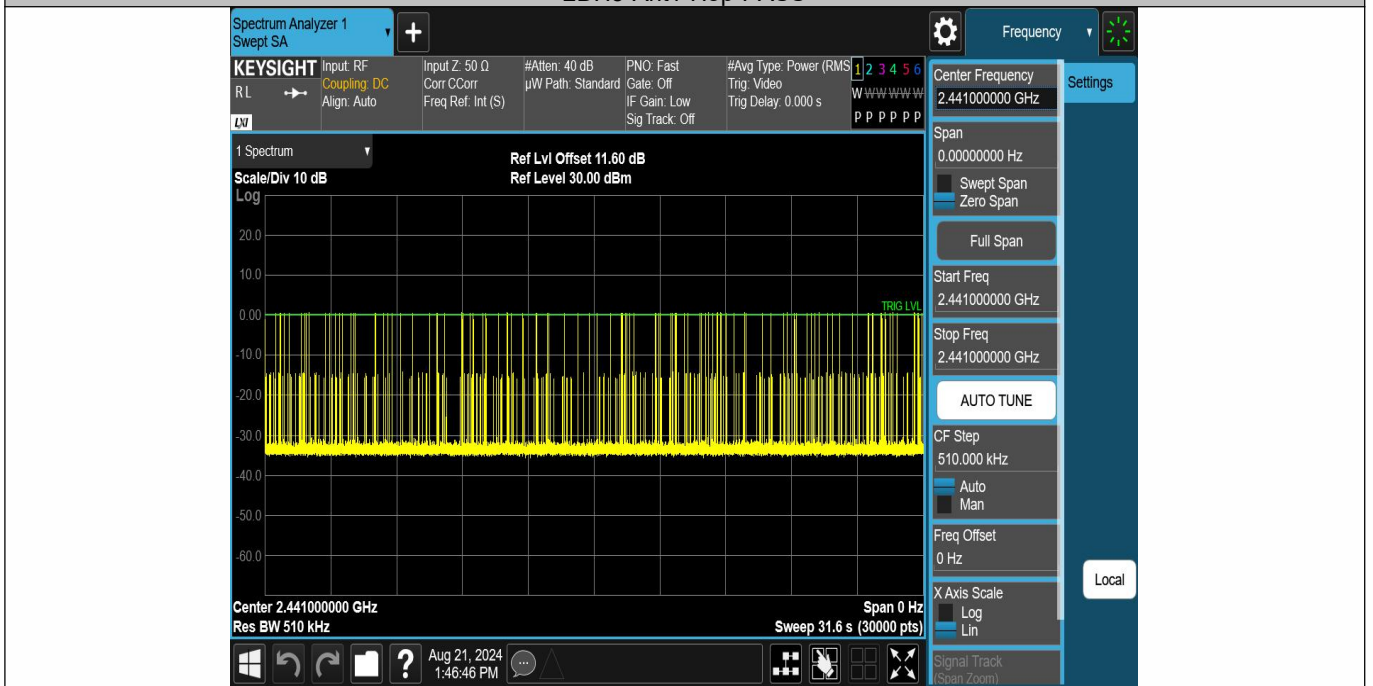 Spectrum Analyzer 1
Swept SA
+
Frequency
KEYSIGHT
RL
LXI
Input: RF
Coupling: DC
Align: Auto
Input Z: 50 Ω
Corr CCorr
Freq Ref: Int (S)
#Atten: 40 dB
µW Path: Standard
PNO: Fast
Gate: Off
IF Gain: Low
Sig Track: Off
#Avg Type: Power (RMS
Trig: Video
Trig Delay: 0.000 s
1 2 3 4 5 6
W W W W W W
P P P P P P
Center Frequency
2.441000000 GHz
Settings
1 Spectrum
Scale/Div 10 dB
Ref Lvl Offset 11.60 dB
Ref Level 30.00 dBm
Log
20.0
10.0
0.00
-10.0
-20.0
-30.0
-40.0
-50.0
-60.0
TRIG LVL
Center 2.441000000 GHz
Res BW 510 kHz
Span 0 Hz
Sweep 31.6 s (30000 pts)
Span
0.00000000 Hz
Swept Span
Zero Span
Full Span
Start Freq
2.441000000 GHz
Stop Freq
2.441000000 GHz
AUTO TUNE
CF Step
510.000 kHz
Auto
Man
Freq Offset
0 Hz
X Axis Scale
Log
Lin
Signal Track
(Span Zoom)
Local
?
Aug 21, 2024
1:46:46 PM